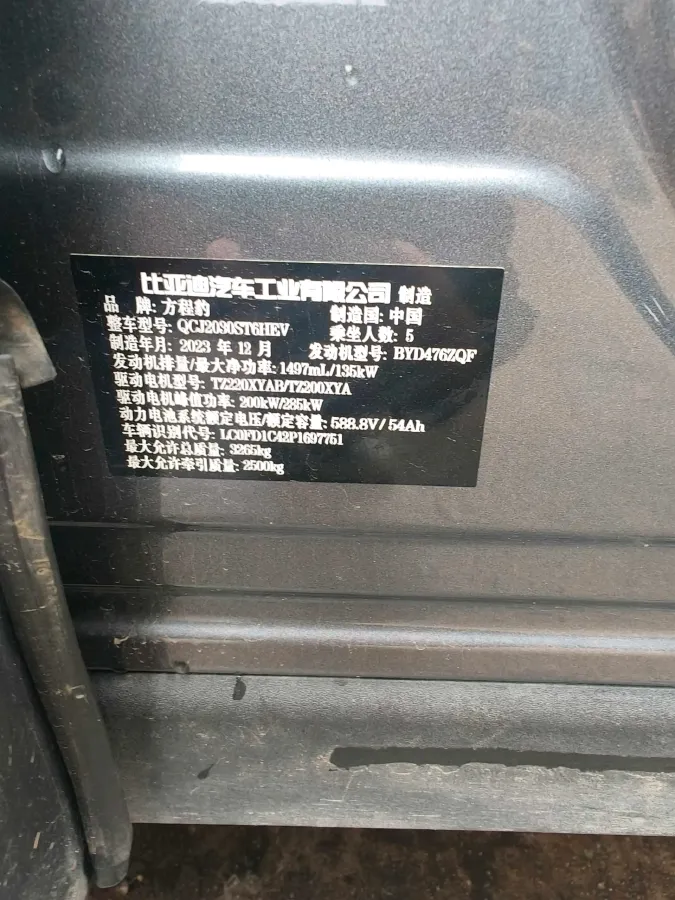 比亚迪汽车工业有限公司 制造
品 牌: 方程豹 制造国: 中国
整车型号: QCJ2090ST6HEV 乘坐人数: 5
制造年月: 2023 年 12 月 发动机型号: BYD476ZQF
发动机排量/最大净功率: 1497mL/135kW
驱动电机型号: TZ220XYAB/TZ200XYA
驱动电机峰值功率: 200kW/285kW
动力电池系统额定电压/额定容量: 588.8V/54Ah
车辆识别代号: LC0FD1C42P1697751
最大允许总质量: 3265kg
最大允许牵引质量: 2500kg